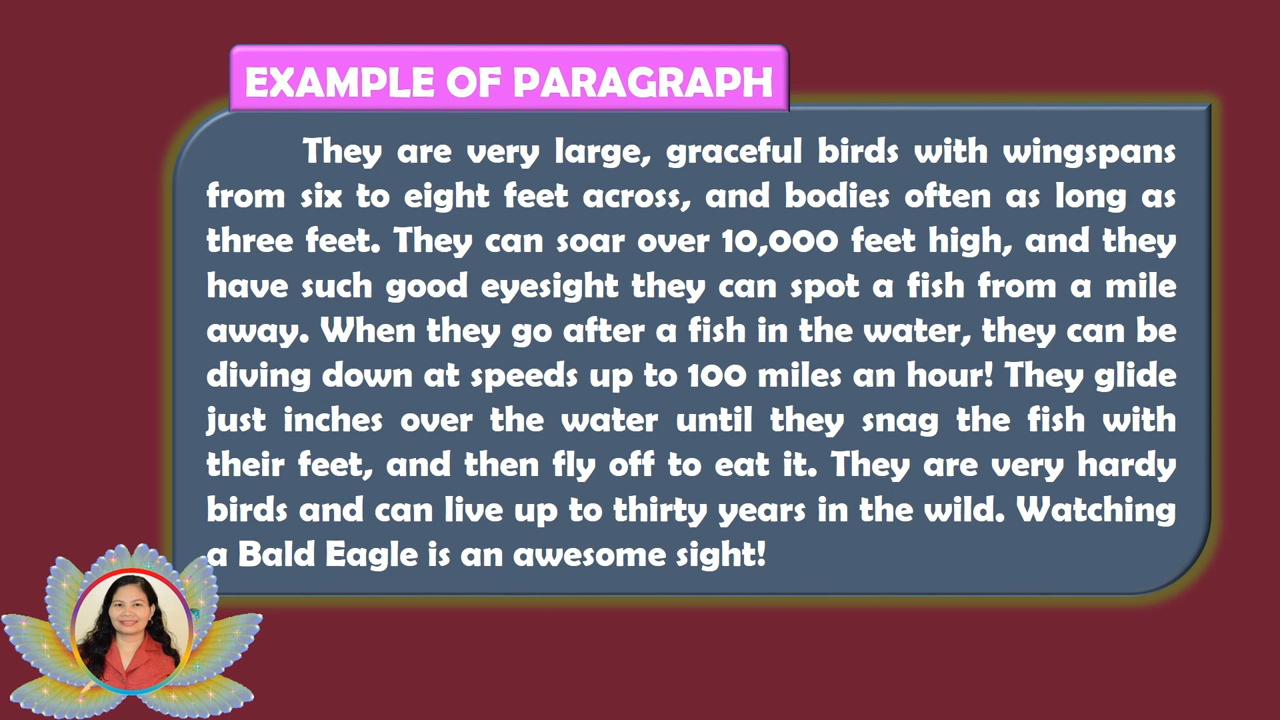 EXAMPLE OF PARAGRAPH
They are very large, graceful birds with wingspans
from six to eight feet across, and bodies often as long as
three feet. They can soar over 10,000 feet high, and they
have such good eyesight they can spot a fish from a mile
away. When they go after a fish in the water, they can be
diving down at speeds up to 100 miles an hour! They glide
just inches over the water until they snag the fish with
their feet, and then fly off to eat it. They are very hardy
birds and can live up to thirty years in the wild. Watching
a Bald Eagle is an awesome sight!